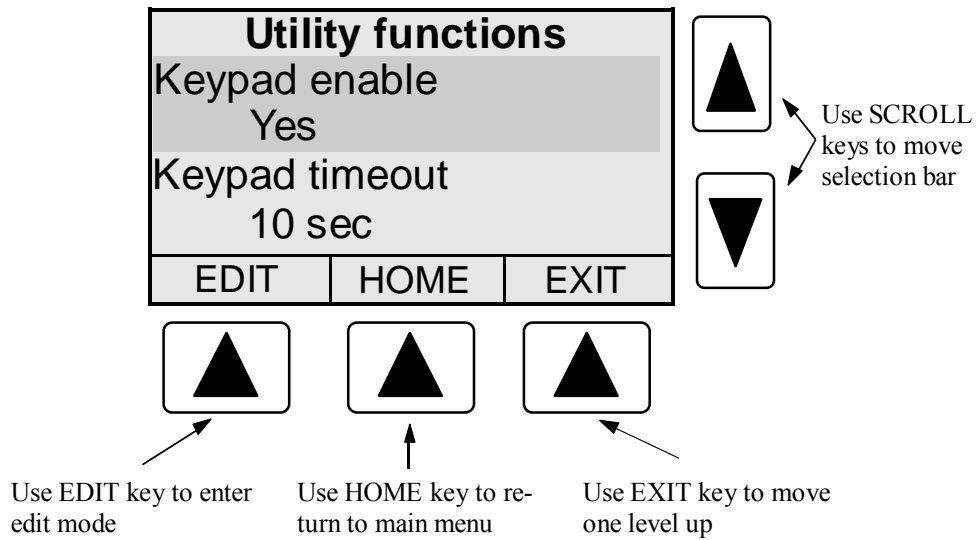 Utility functions
Keypad enable
Yes
Keypad timeout
10 sec
EDIT HOME EXIT
Use SCROLL
keys to move
selection bar
Use EDIT key to enter
edit mode
Use HOME key to re-
turn to main menu
Use EXIT key to move
one level up